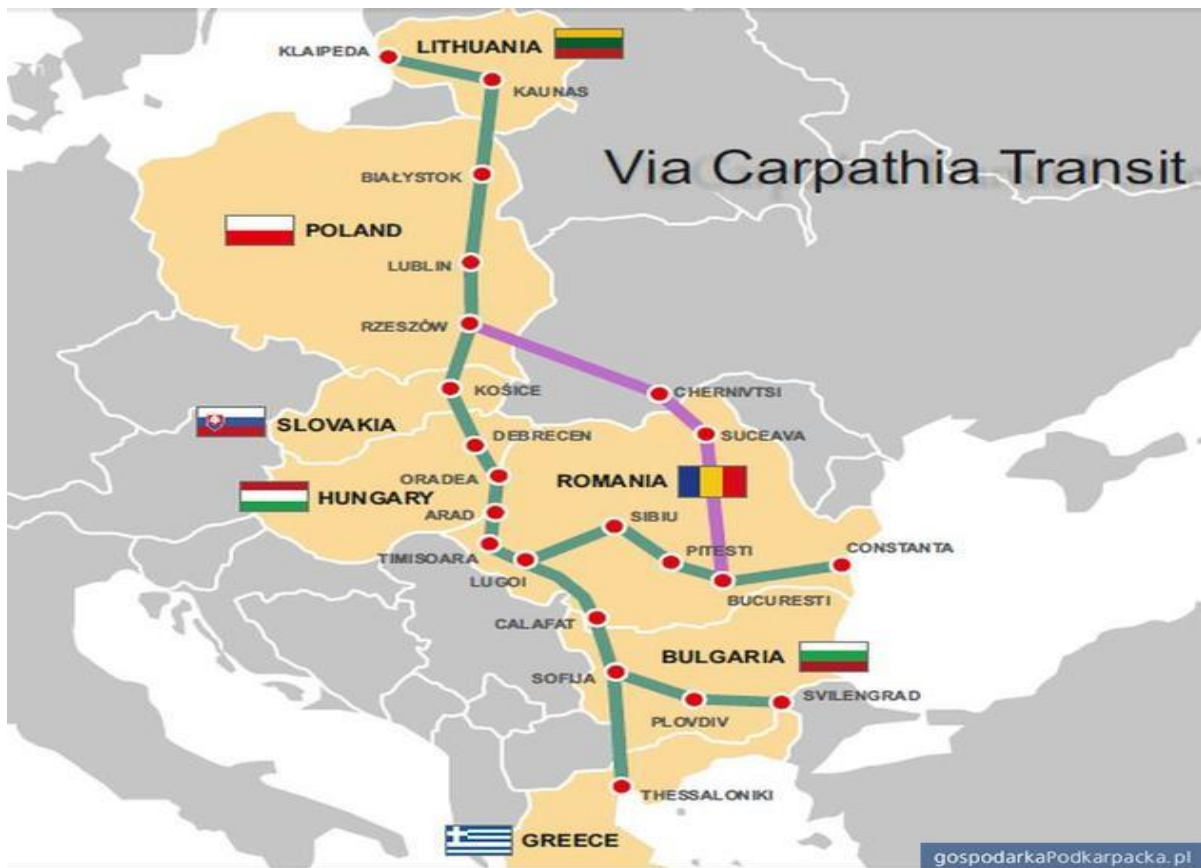 KLAIPEDA
LITHUANIA
KAUNAS
Via Carpathia Transit
BIAŁYSTOK
POLAND
LUBLIN
RZESZÓW
KOŠICE
CHERNIVTSI
SLOVAKIA
SUCEAVA
DEBRECEN
ORADEA
ROMANIA
HUNGARY
ARAD
SIBIU
TIMISOARA
PITESTI
CONSTANTA
LUGOI
BUCURESTI
CALAFAT
BULGARIA
SOFIJA
SVILENGRAD
PLOVDIV
THESSALONIKI
GREECE
gospodarkaPodkarpacka.pl